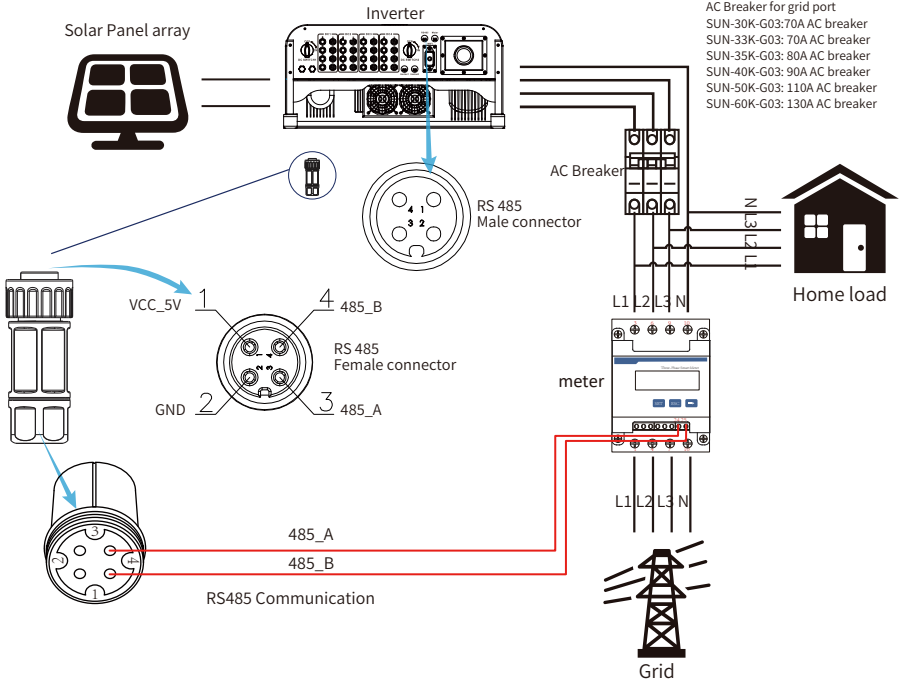 AC Breaker for grid port
SUN-30K-G03:70A AC breaker
SUN-33K-G03: 70A AC breaker
SUN-35K-G03: 80A AC breaker
SUN-40K-G03: 90A AC breaker
SUN-50K-G03: 110A AC breaker
SUN-60K-G03: 130A AC breaker
Inverter
Solar Panel array
AC Breaker
RS 485
Male connector
4 1
3 2
N
L3
L2
L1
Home load
VCC_5V
1
4
485_B
RS 485
Female connector
1 4
2 3
GND
2
3
485_A
L1 L2 L3 N
meter
L1 L2 L3 N
3
2
4
1
485_A
485_B
RS485 Communication
Grid